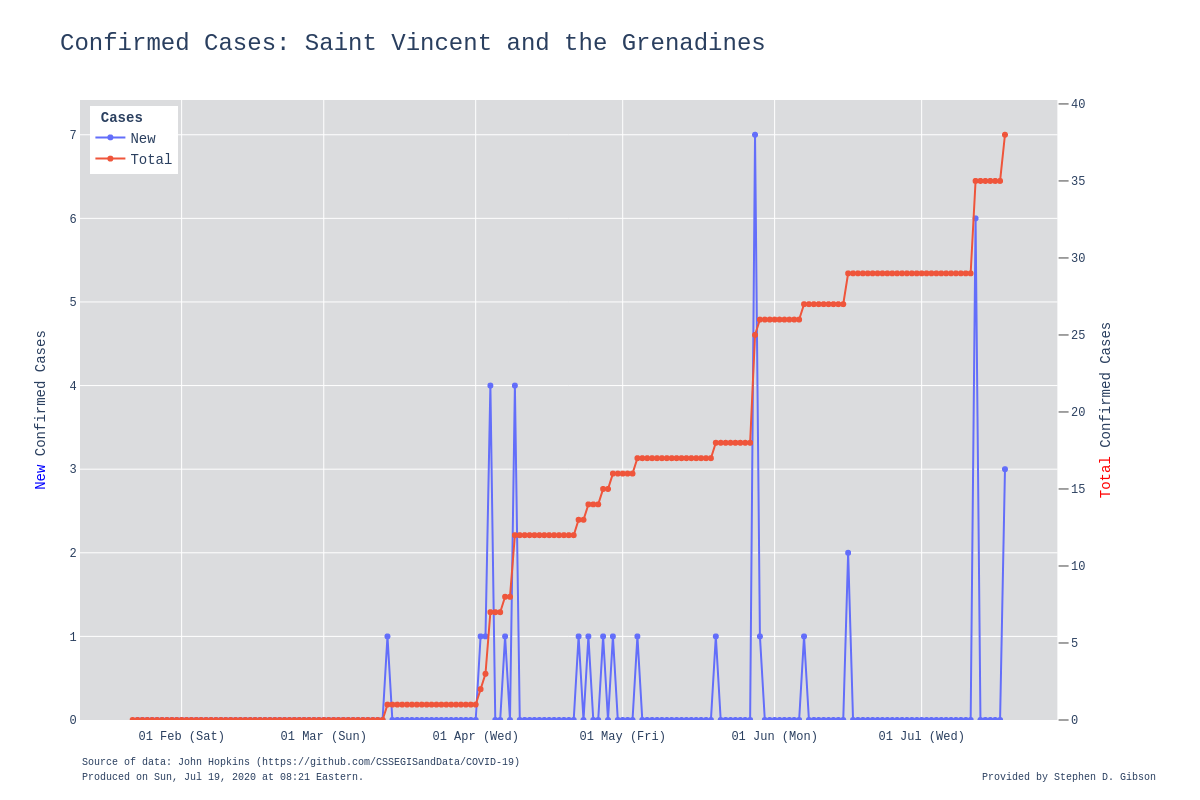 Confirmed Cases: Saint Vincent and the Grenadines
Cases
New
Total
7
6
5
4
3
2
1
0
New Confirmed Cases
40
35
30
25
20
15
10
5
0
Total Confirmed Cases
01 Feb (Sat) 01 Mar (Sun) 01 Apr (Wed) 01 May (Fri) 01 Jun (Mon) 01 Jul (Wed)
Source of data: John Hopkins (https://github.com/CSSEGISandData/COVID-19)
Produced on Sun, Jul 19, 2020 at 08:21 Eastern.
Provided by Stephen D. Gibson